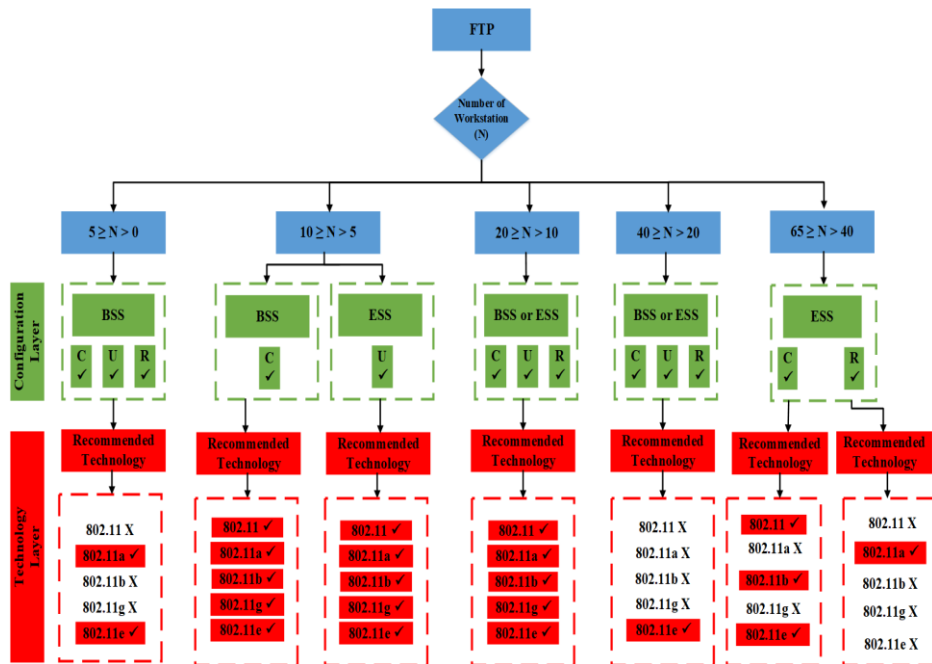 FTP
Number of
Workstation
(N)
5 ≥ N > 0
10 ≥ N > 5
20 ≥ N > 10
40 ≥ N > 20
65 ≥ N > 40
Configuration
Layer
BSS
C ✓
U ✓
R ✓
BSS
C ✓
ESS
U ✓
BSS or ESS
C ✓
U ✓
R ✓
BSS or ESS
C ✓
U ✓
R ✓
ESS
C ✓
R ✓
Technology
Layer
Recommended
Technology
802.11 X
802.11a ✓
802.11b X
802.11g X
802.11e ✓
Recommended
Technology
802.11 ✓
802.11a ✓
802.11b ✓
802.11g ✓
802.11e ✓
Recommended
Technology
802.11 ✓
802.11a ✓
802.11b ✓
802.11g ✓
802.11e ✓
Recommended
Technology
802.11 ✓
802.11a ✓
802.11b ✓
802.11g ✓
802.11e ✓
Recommended
Technology
802.11 X
802.11a X
802.11b X
802.11g X
802.11e ✓
Recommended
Technology
802.11 ✓
802.11a X
802.11b ✓
802.11g X
802.11e ✓
Recommended
Technology
802.11 X
802.11a ✓
802.11b X
802.11g X
802.11e X